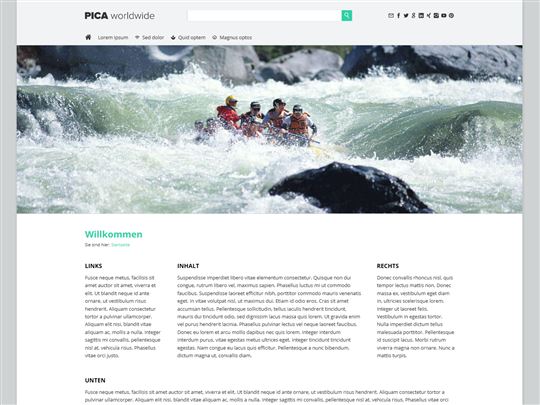 PICA worldwide
Lorem Ipsum Sed dolor Quid optem Magnus optos
Willkommen
Sie sind hier: Startseite
LINKS
Fusce neque metus, facilisis sit
amet auctor sit amet, viverra et
elit. Ut blandit neque id ante
ornare, ut vestibulum risus
hendrerit. Aliquam consectetur
tortor a pulvinar ullamcorper.
Aliquam elit nisi, blandit vitae
aliquam ac, mollis a nulla. Integer
sagittis mi convallis, pellentesque
nisl at, vehicula risus. Phasellus
vitae orci justo.
INHALT
Suspendisse imperdiet libero vitae elementum consectetur. Quisque non dui
congue, rutrum libero vel, maximus sapien. Phasellus luctus mi ut commodo
faucibus. Vivamus efficitur efficitur nibh, porttitor commodo mauris venenatis
eget. In vitae volutpat nisl, ut maximus dui. Etiam id odio eros. Cras sit amet
accumsan tellus. Pellentesque sollicitudin, tellus iaculis hendrerit tincidunt,
mauris dui tincidunt odio, sed dignissim lacus massa quis lorem. Ut gravida enim
vel purus hendrerit lacinia. Phasellus pulvinar lectus vel neque laoreet faucibus.
Donec eu lorem et arcu mollis dapibus nec quis lorem. Integer interdum
interdum purus, vitae egestas metus ultrices eget. Integer tincidunt tincidunt
egestas. Nam congue eu lacus quis efficitur. Pellentesque a nunc bibendum,
dictum magna ut, convallis diam.
RECHTS
Donec convallis rhoncus nisl, quis
tempor lectus mattis non. Donec
massa ex, vestibulum eget diam
in, ultricies scelerisque lorem.
Integer ut laoreet felis.
Vestibulum in egestas tortor.
Nulla imperdiet dictum tellus
malesuada porttitor. Pellentesque
id suscipit lacus. Morbi rutrum
viverra magna non ornare. Nunc a
mattis turpis.
UNTEN
Fusce neque metus, facilisis sit amet auctor sit amet, viverra et elit. Ut blandit neque id ante ornare, ut vestibulum risus hendrerit. Aliquam consectetur tortor a
pulvinar ullamcorper. Aliquam elit nisi, blandit vitae aliquam ac, mollis a nulla. Integer sagittis mi convallis, pellentesque nisl at, vehicula risus. Phasellus vitae orci